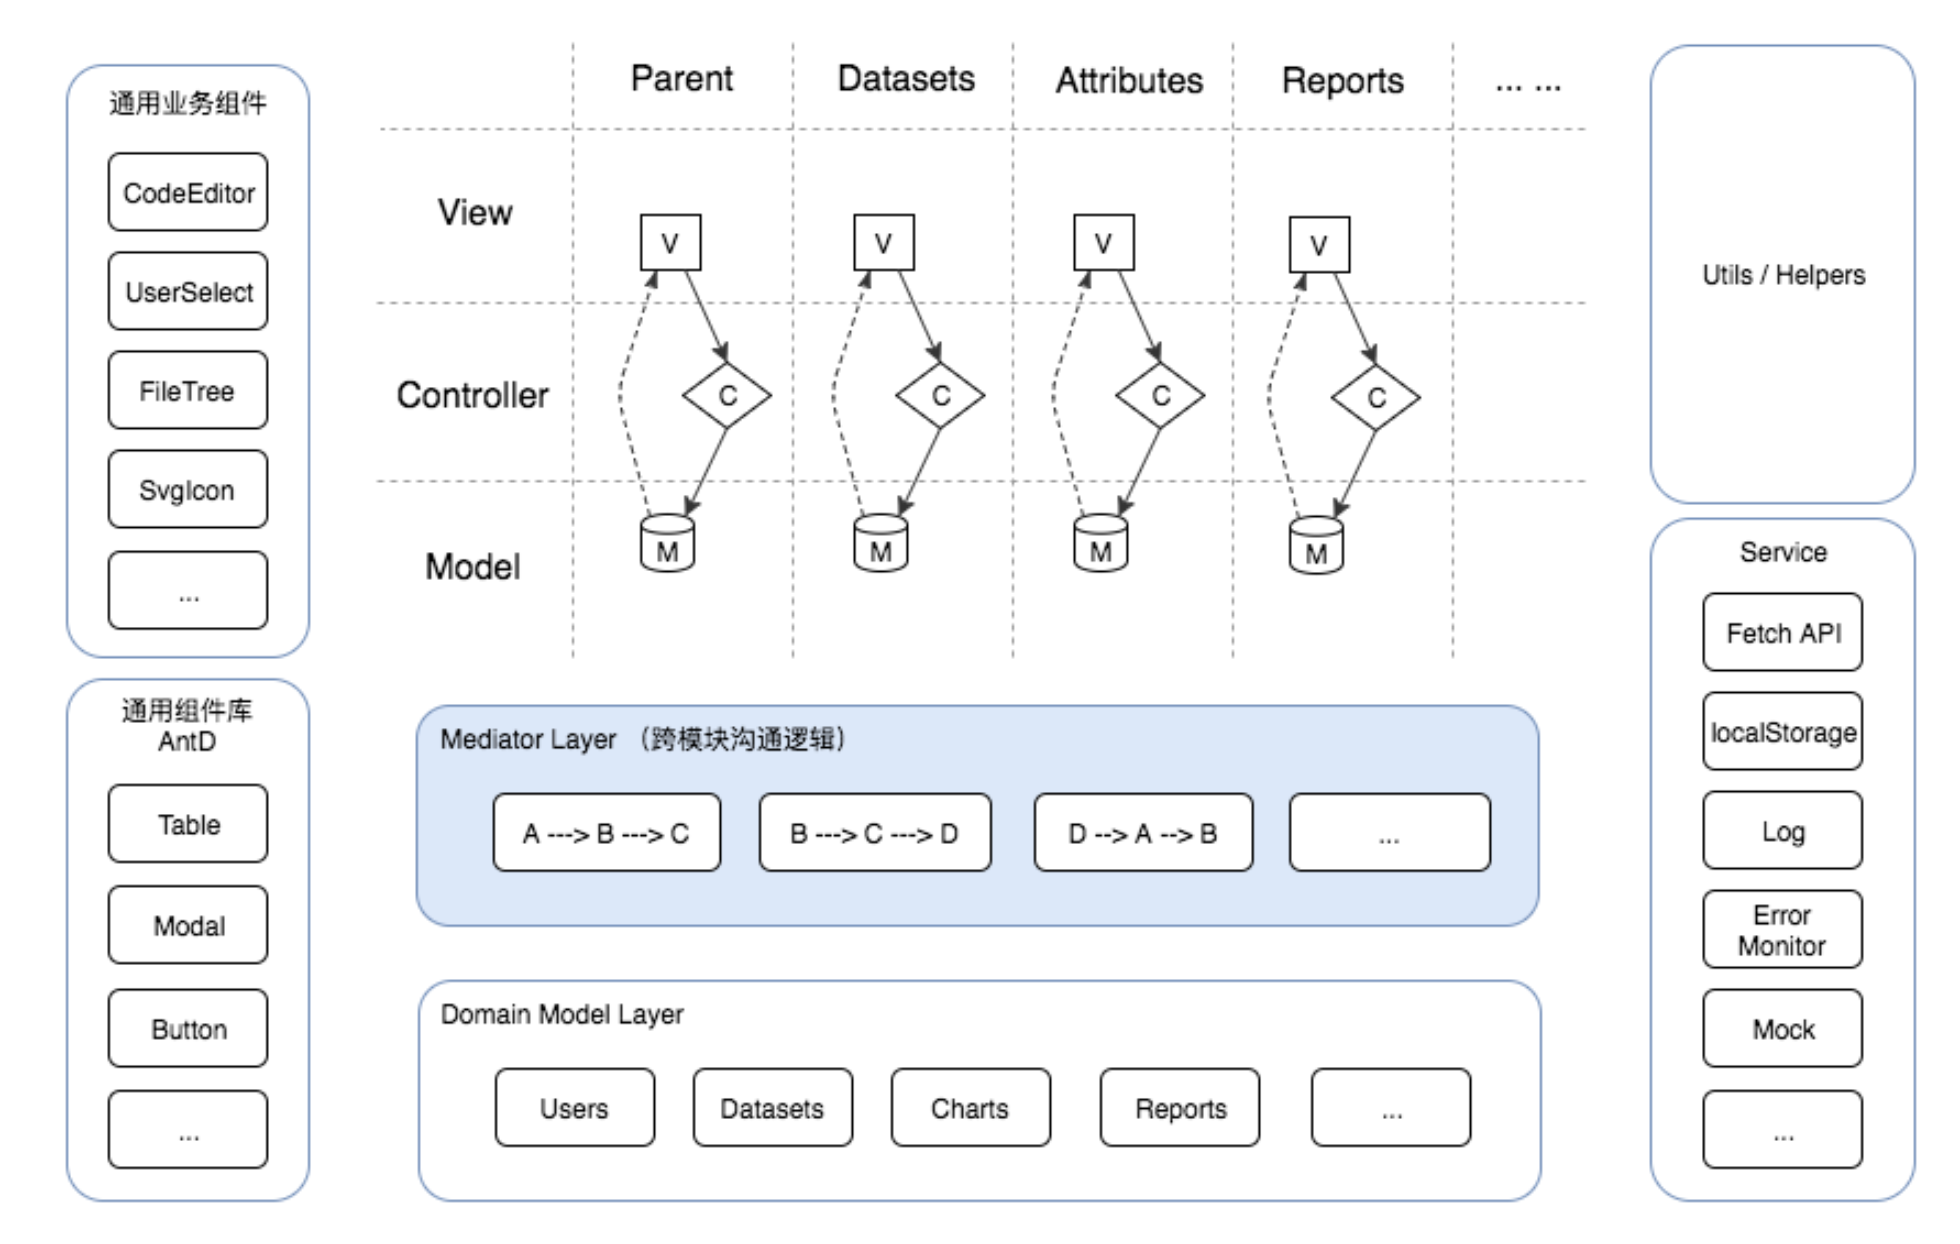 通用业务组件
CodeEditor
UserSelect
FileTree
SvgIcon
...
通用组件库
AntD
Table
Modal
Button
...
Parent
Datasets
Attributes
Reports
... ...
View
V
V
V
V
Controller
C
C
C
C
Model
M
M
M
M
Mediator Layer （跨模块沟通逻辑）
A ---> B ---> C
B ---> C ---> D
D --> A --> B
...
Domain Model Layer
Users
Datasets
Charts
Reports
...
Utils / Helpers
Service
Fetch API
localStorage
Log
Error
Monitor
Mock
...